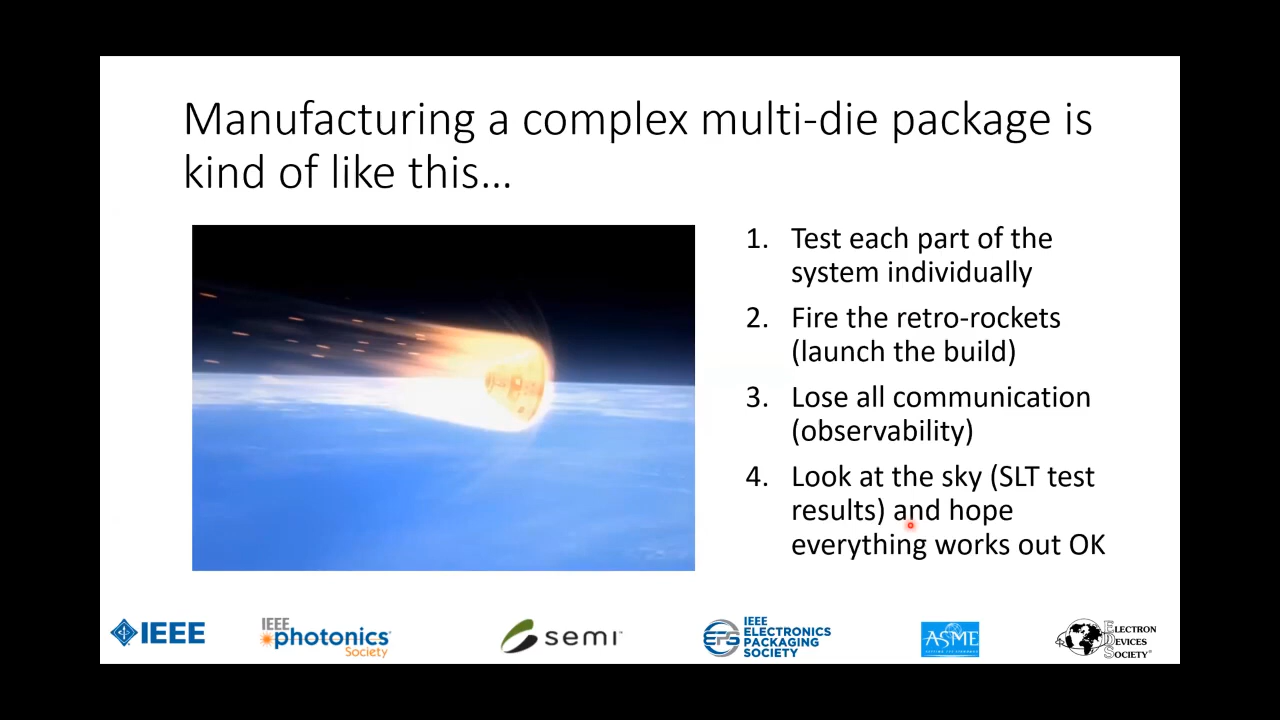 Manufacturing a complex multi-die package is
kind of like this...
1. Test each part of the
system individually
2. Fire the retro-rockets
(launch the build)
3. Lose all communication
(observability)
4. Look at the sky (SLT test
results) and hope
everything works out OK
IEEE
IEEE
photonics
Society
semi
EPS
IEEE
ELECTRONICS
PACKAGING
SOCIETY
ASME
ELECTRON
DEVICES
SOCIETY